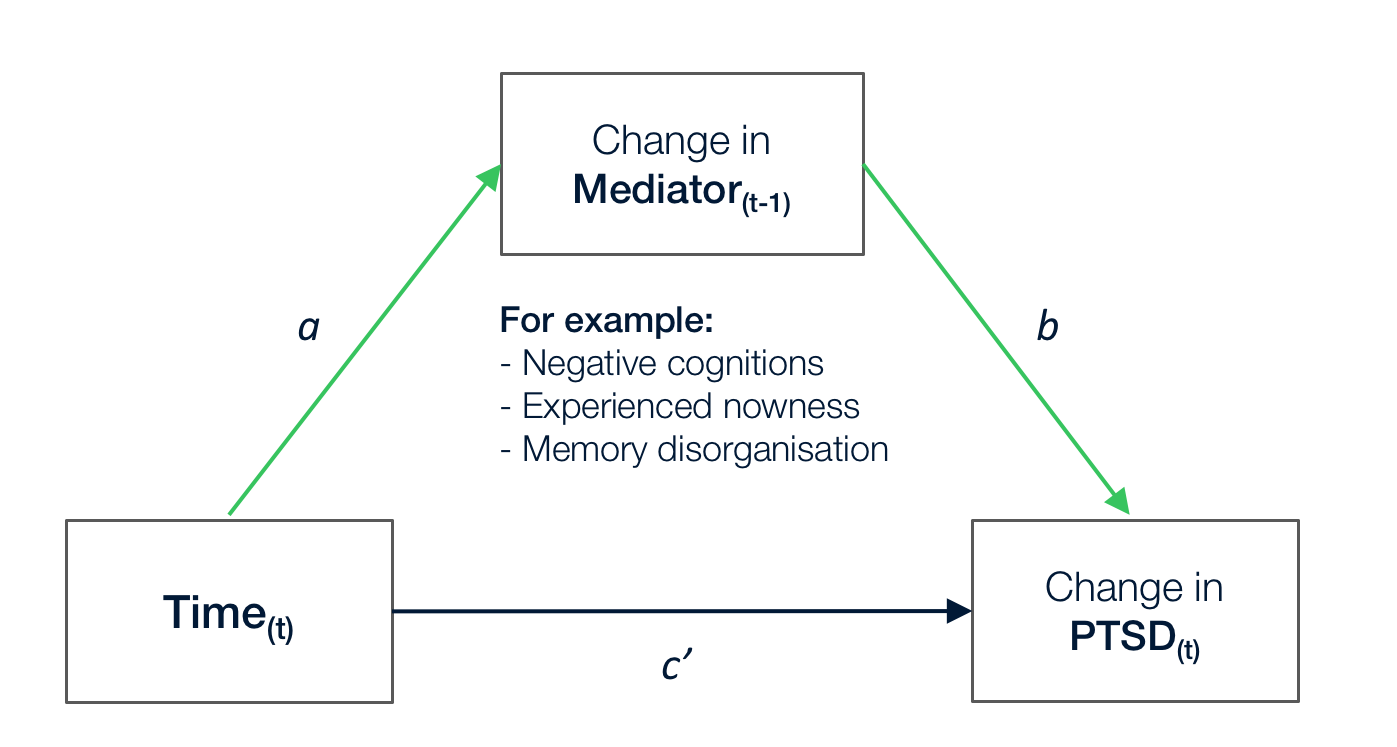 Change in
Mediator(t-1)
For example:
- Negative cognitions
- Experienced nowness
- Memory disorganisation
a
b
Time(t)
c’
Change in
PTSD(t)